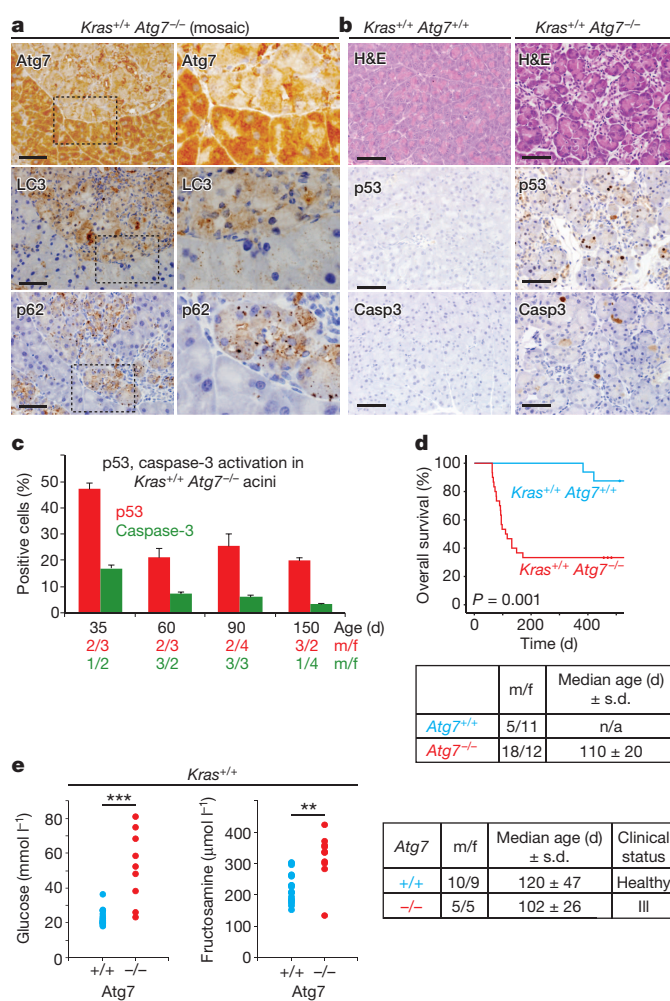 a
Kras+/+ Atg7–/– (mosaic)
Atg7
Atg7
LC3
LC3
p62
p62
b
Kras+/+ Atg7+/+
Kras+/+ Atg7–/–
H&E
H&E
p53
p53
Casp3
Casp3
c
p53, caspase-3 activation in
Kras+/+ Atg7–/– acini
p53
Caspase-3
Positive cells (%)
60
50
40
30
20
10
0
35 60 90 150 Age (d)
2/3 2/3 2/4 3/2 m/f
1/2 3/2 3/3 1/4 m/f
d
Overall survival (%)
100
80
60
40
20
0
Kras+/+ Atg7+/+
Kras+/+ Atg7–/–
P = 0.001
0 200 400
Time (d)
m/f Median age (d) ± s.d.
Atg7+/+ 5/11 n/a
Atg7–/– 18/12 110 ± 20
e
Kras+/+
Glucose (mmol l–1)
80
60
40
20
0
***
+/+ –/–
Atg7
Fructosamine (μmol l–1)
400
300
200
100
0
**
+/+ –/–
Atg7
Atg7 m/f Median age (d) ± s.d. Clinical status
+/+ 10/9 120 ± 47 Healthy
–/– 5/5 102 ± 26 Ill